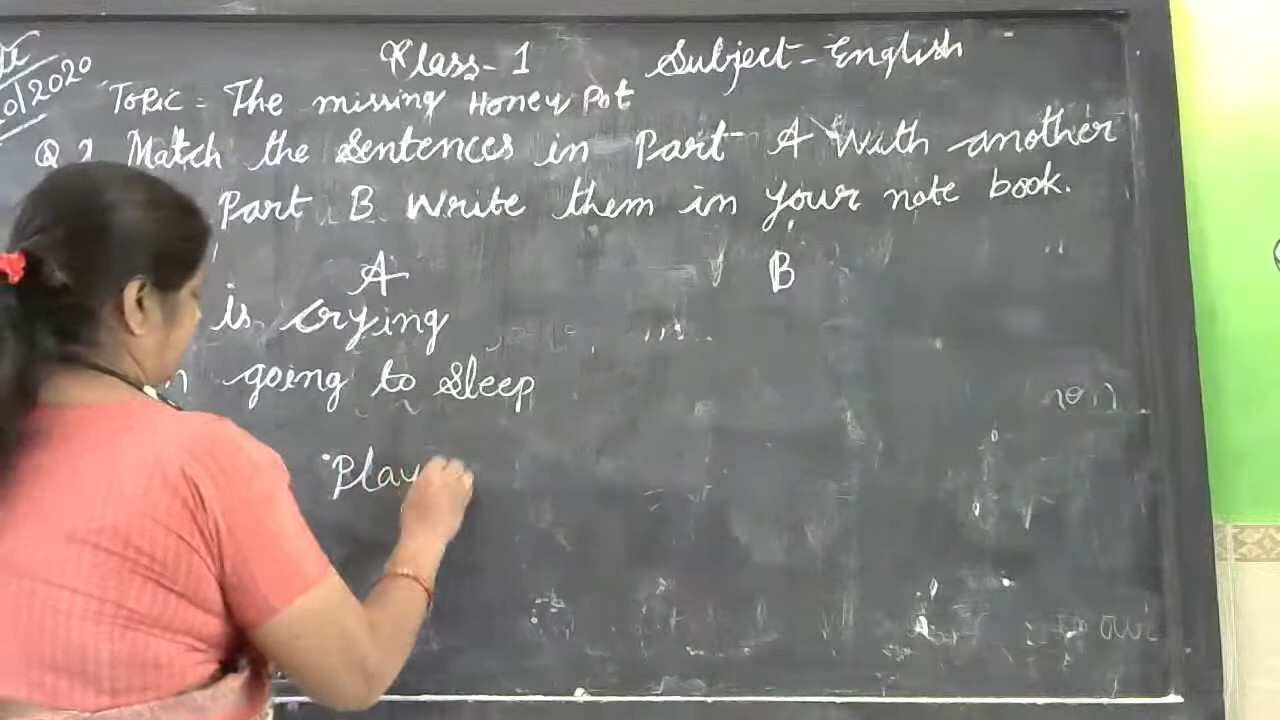 Class - 1 Subject - English
2020
Topic = The missing Honey Pot
Q Match the Sentences in Part A With another
Part B Write them in your note book.
A B
is crying
going to Sleep
Play